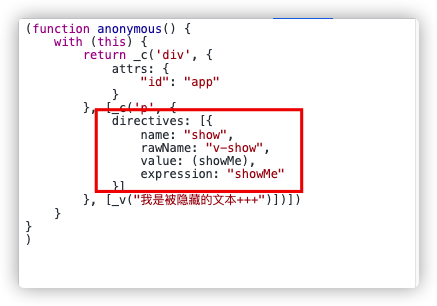 (function anonymous() {
    with (this) {
        return _c('div', {
            attrs: {
                "id": "app"
            }
        }, [_c('p', {
            directives: [{
                name: "show",
                rawName: "v-show",
                value: (showMe),
                expression: "showMe"
            }]
        }, [_v("我是被隐藏的文本+++")])])
    }
}
)